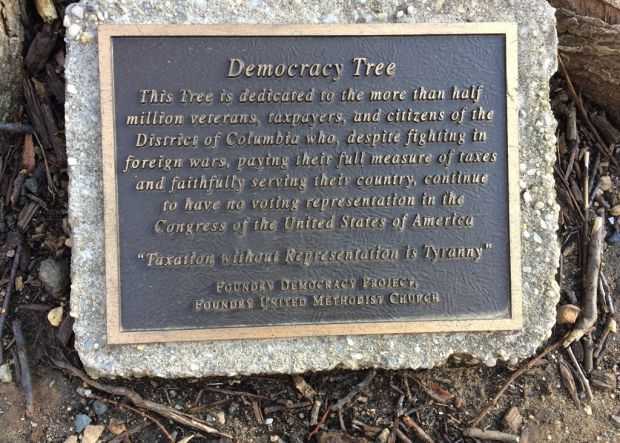 Democracy Tree
This Tree is dedicated to the more than half
million veterans, taxpayers, and citizens of the
District of Columbia who, despite fighting in
foreign wars, paying their full measure of taxes
and faithfully serving their country, continue
to have no voting representation in the
Congress of the United States of America
"Taxation without Representation is Tyranny"
Foundry Democracy Project,
Foundry United Methodist Church